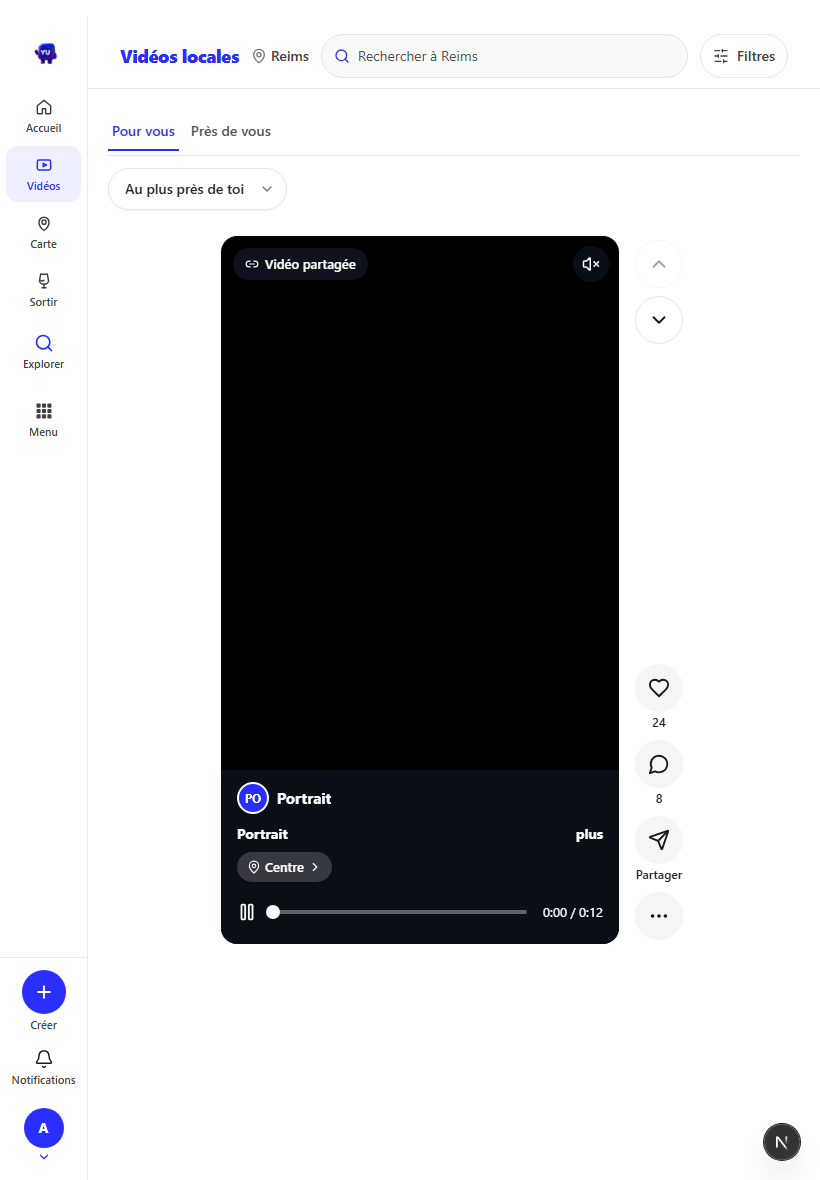 YU
Vidéos locales
Reims
Rechercher à Reims
Filtres
Accueil
Vidéos
Carte
Sortir
Explorer
Menu
Pour vous
Près de vous
Au plus près de toi
Vidéo partagée
24
8
Partager
PO
Portrait
Portrait
plus
Centre
0:00 / 0:12
Créer
Notifications
A
N